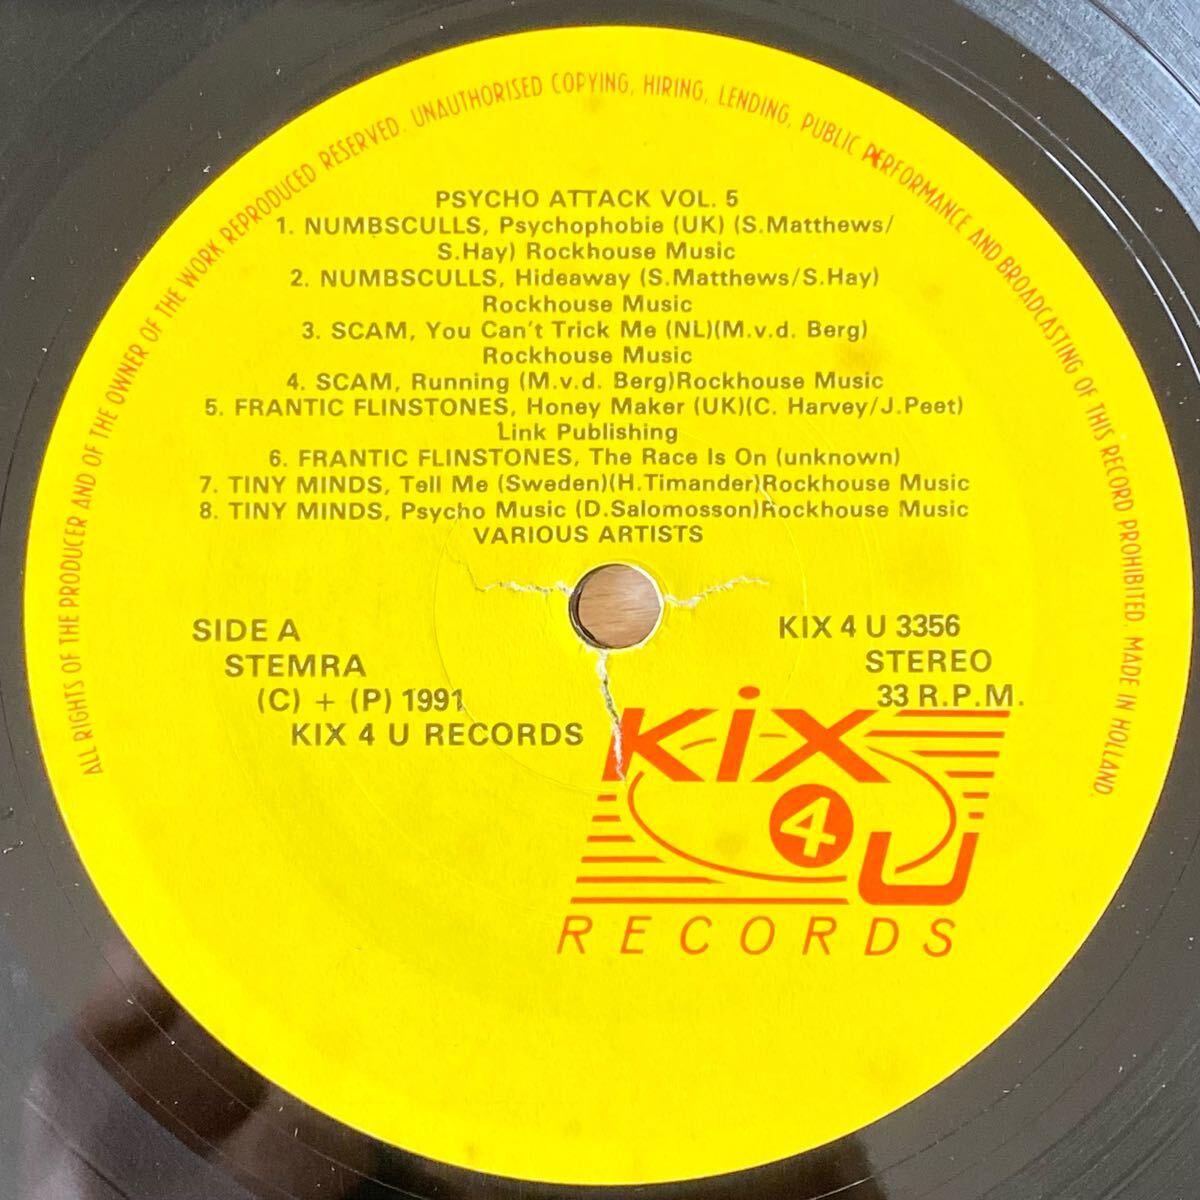 ALL RIGHTS OF THE PRODUCER AND OF THE OWNER OF THE WORK REPRODUCED RESERVED. UNAUTHORISED COPYING, HIRING, LENDING, PUBLIC PERFORMANCE AND BROADCASTING OF THIS RECORD PROHIBITED. MADE IN HOLLAND.
PSYCHO ATTACK VOL. 5
1. NUMBSCULLS, Psychophobie (UK) (S.Matthews/
S.Hay) Rockhouse Music
2. NUMBSCULLS, Hideaway (S.Matthews/S.Hay)
Rockhouse Music
3. SCAM, You Can't Trick Me (NL)(M.v.d. Berg)
Rockhouse Music
4. SCAM, Running (M.v.d. Berg)Rockhouse Music
5. FRANTIC FLINSTONES, Honey Maker (UK)(C. Harvey/J.Peet)
Link Publishing
6. FRANTIC FLINSTONES, The Race Is On (unknown)
7. TINY MINDS, Tell Me (Sweden)(H.Timander)Rockhouse Music
8. TINY MINDS, Psycho Music (D.Salomosson)Rockhouse Music
VARIOUS ARTISTS
SIDE A
STEMRA
(C) + (P) 1991
KIX 4 U RECORDS
KIX 4 U 3356
STEREO
33 R.P.M.
KiX
4
U
RECORDS